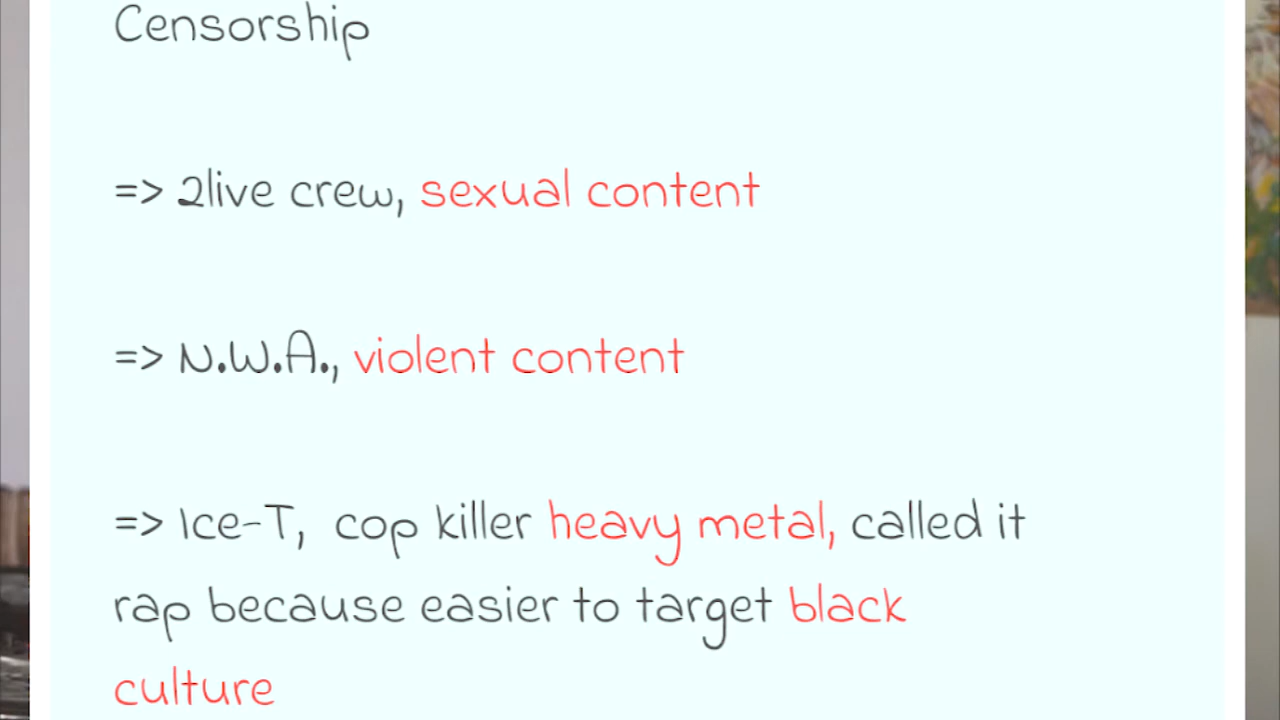 Censorship
=> 2live crew, sexual content
=> N.W.A., violent content
=> Ice-T, cop killer heavy metal, called it
rap because easier to target black
culture